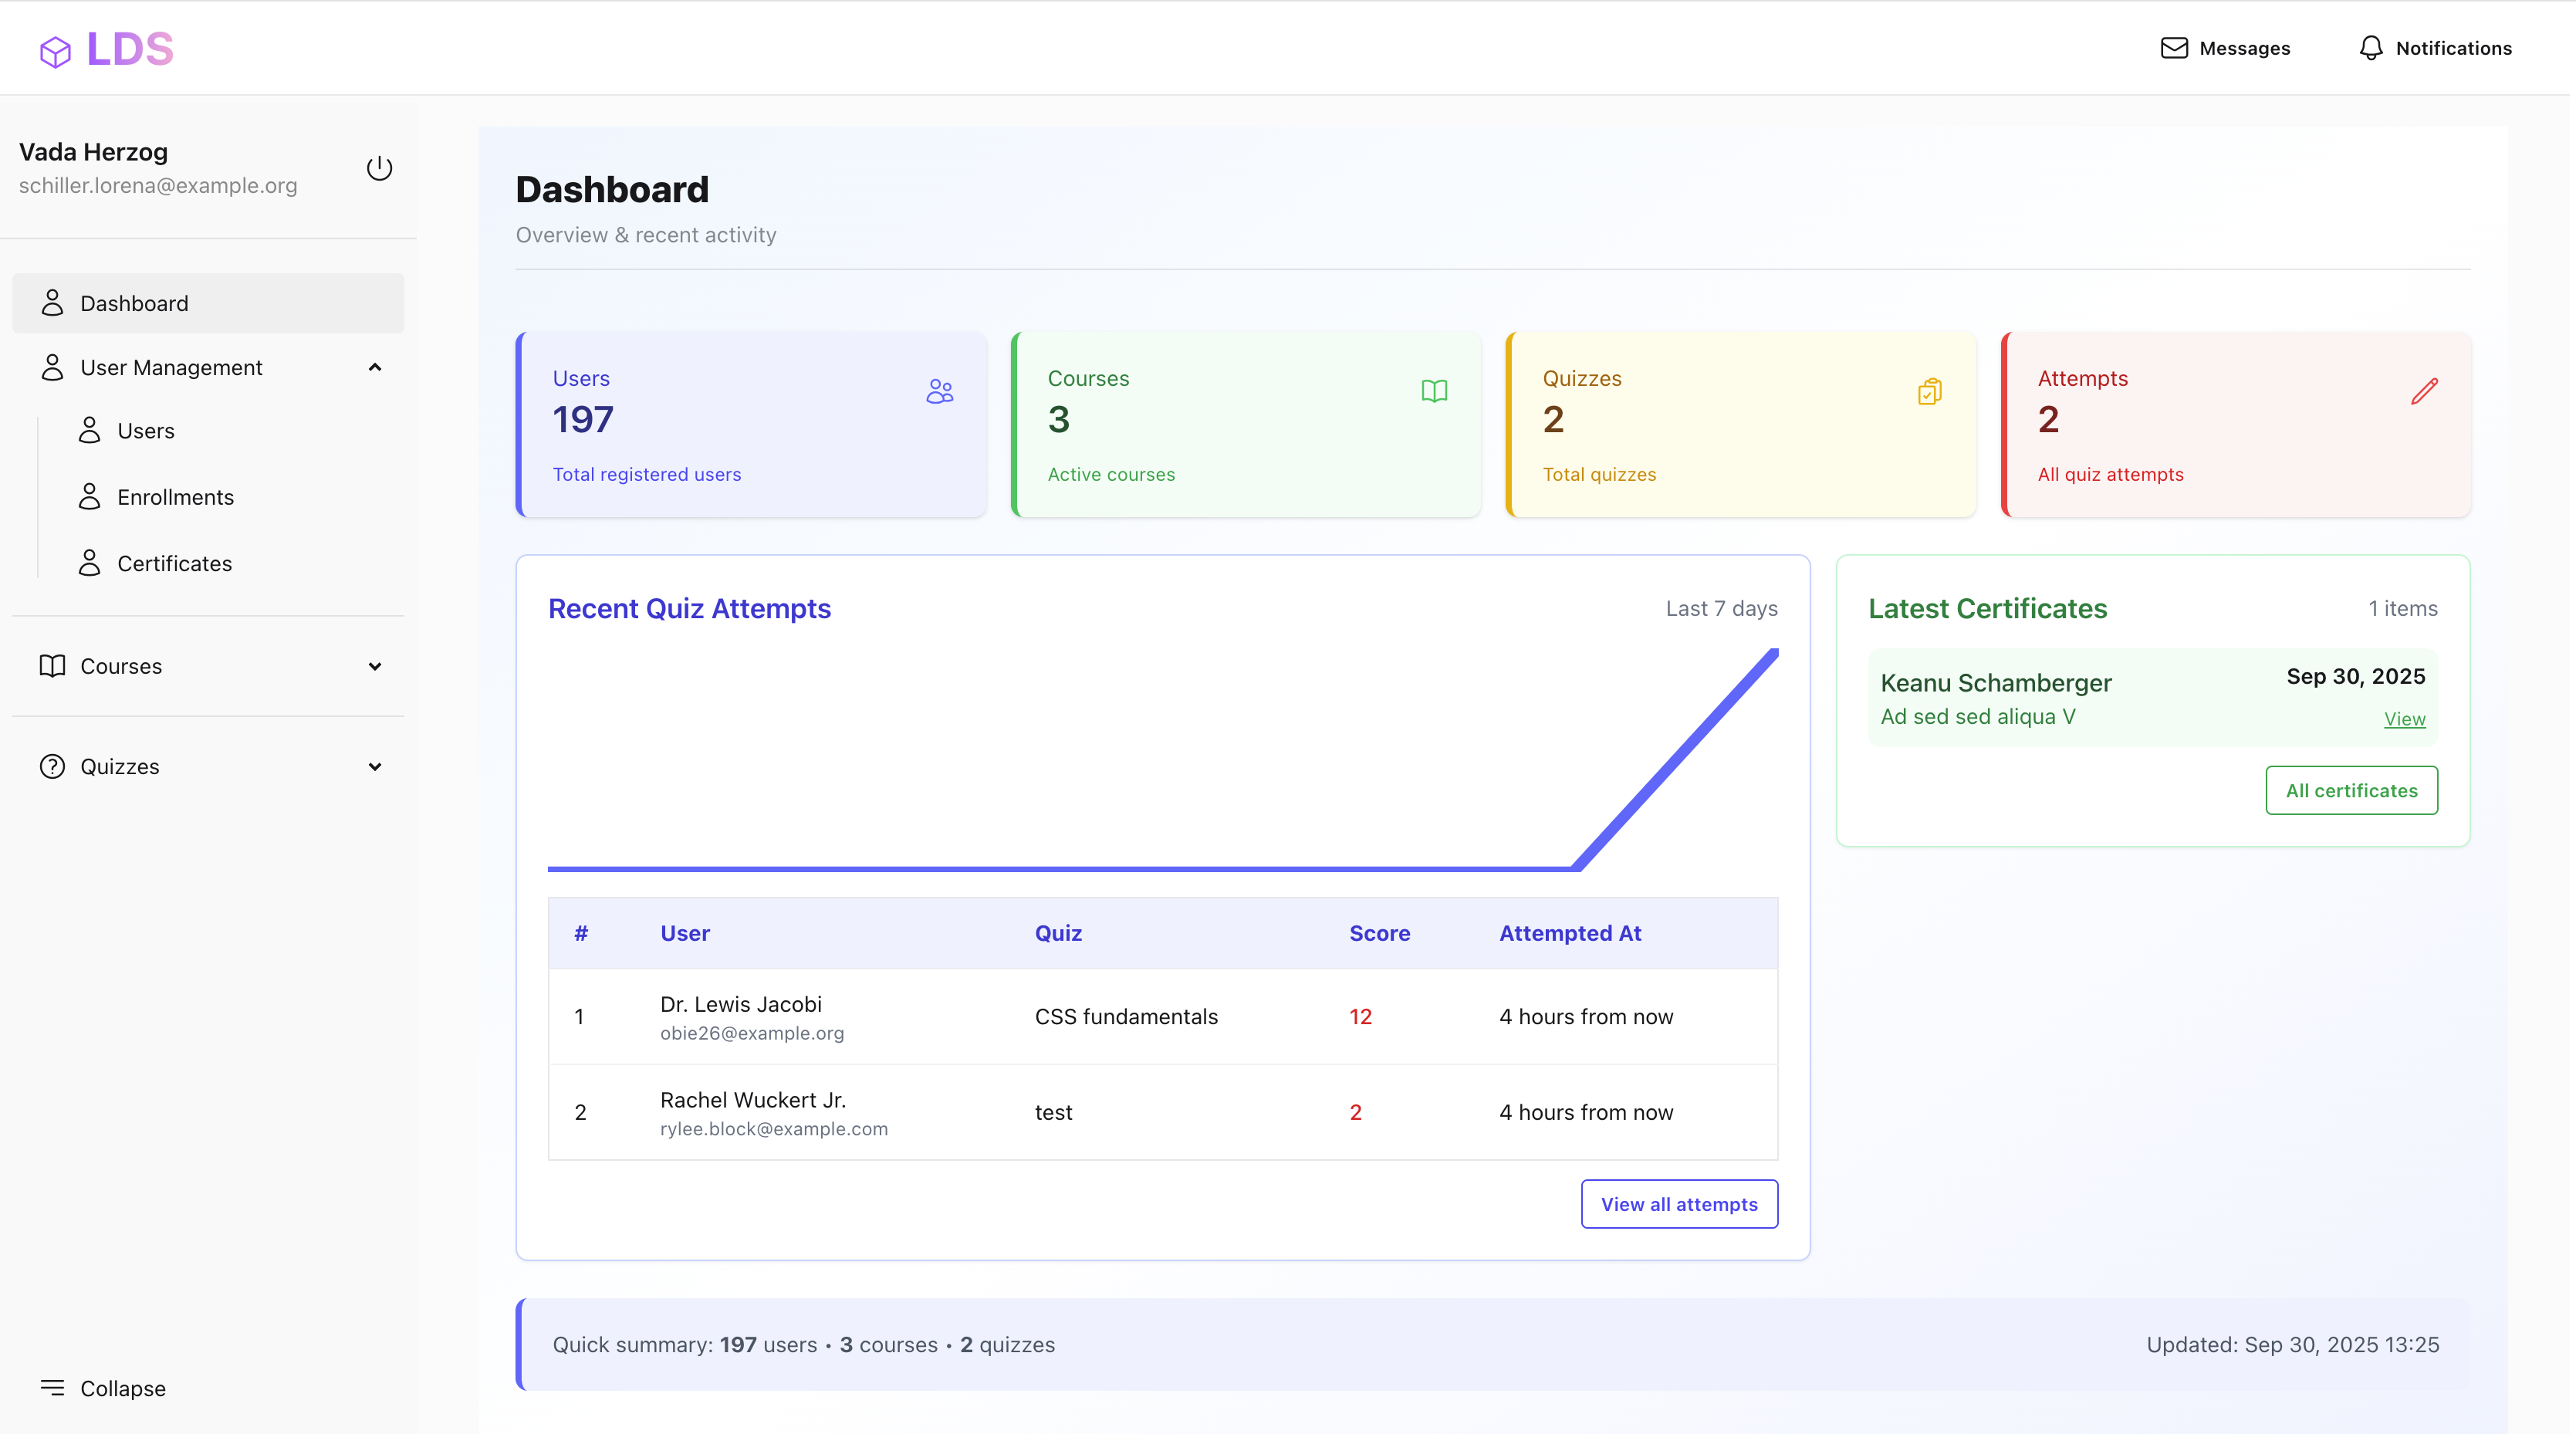 LDS
Messages
Notifications
Vada Herzog
schiller.lorena@example.org
Dashboard
User Management
Users
Enrollments
Certificates
Courses
Quizzes
Collapse
Dashboard
Overview & recent activity
Users
197
Total registered users
Courses
3
Active courses
Quizzes
2
Total quizzes
Attempts
2
All quiz attempts
Recent Quiz Attempts
Last 7 days
# User Quiz Score Attempted At
1 Dr. Lewis Jacobi CSS fundamentals 12 4 hours from now
obie26@example.org
2 Rachel Wuckert Jr. test 2 4 hours from now
rylee.block@example.com
View all attempts
Latest Certificates
1 items
Keanu Schamberger
Sep 30, 2025
Ad sed sed aliqua V
View
All certificates
Quick summary: 197 users • 3 courses • 2 quizzes
Updated: Sep 30, 2025 13:25